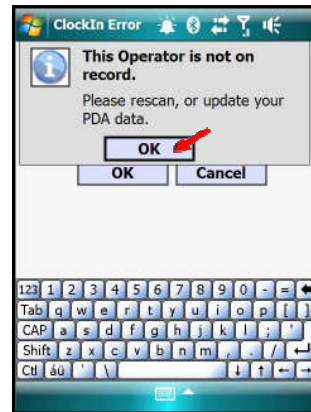 ClockIn Error
This Operator is not on
record.
Please rescan, or update your
PDA data.
OK
OK Cancel
123 1 2 3 4 5 6 7 8 9 0 - =
Tab q w e r t y u i o p [ ]
CAP a s d f g h j k l ; '
Shift z x c v b n m , . /
Ctl áü ` \